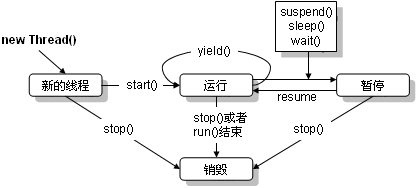 suspend()
sleep()
wait()
new Thread()
yield()
新的线程
start()
运行
暂停
resume
stop()
stop()或者
run()结束
stop()
销毁